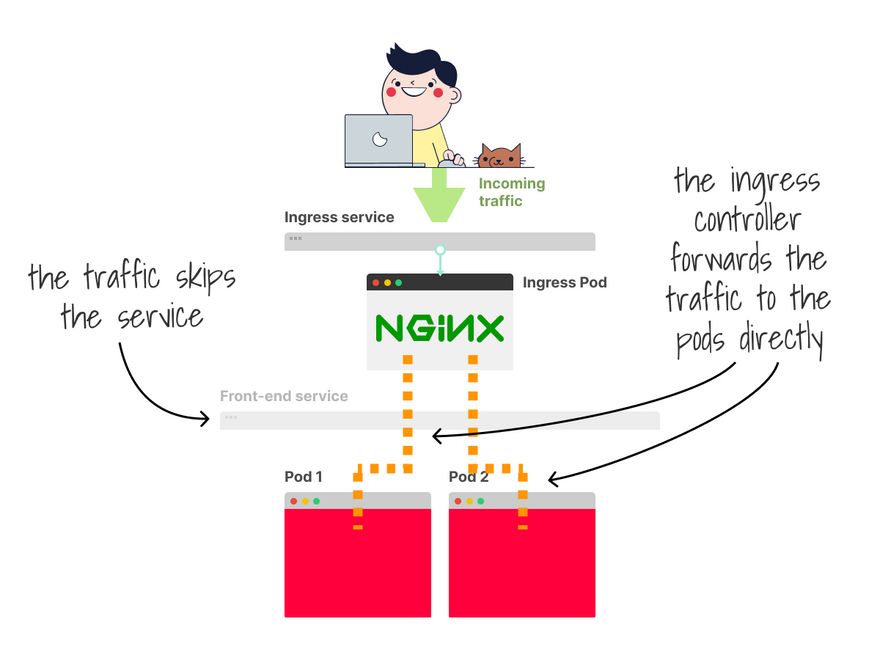 Incoming
traffic
Ingress service
the ingress
controller
forwards the
traffic to the
pods directly
the traffic skips
the service
Ingress Pod
NGiNX
Front-end service
Pod 1
Pod 2